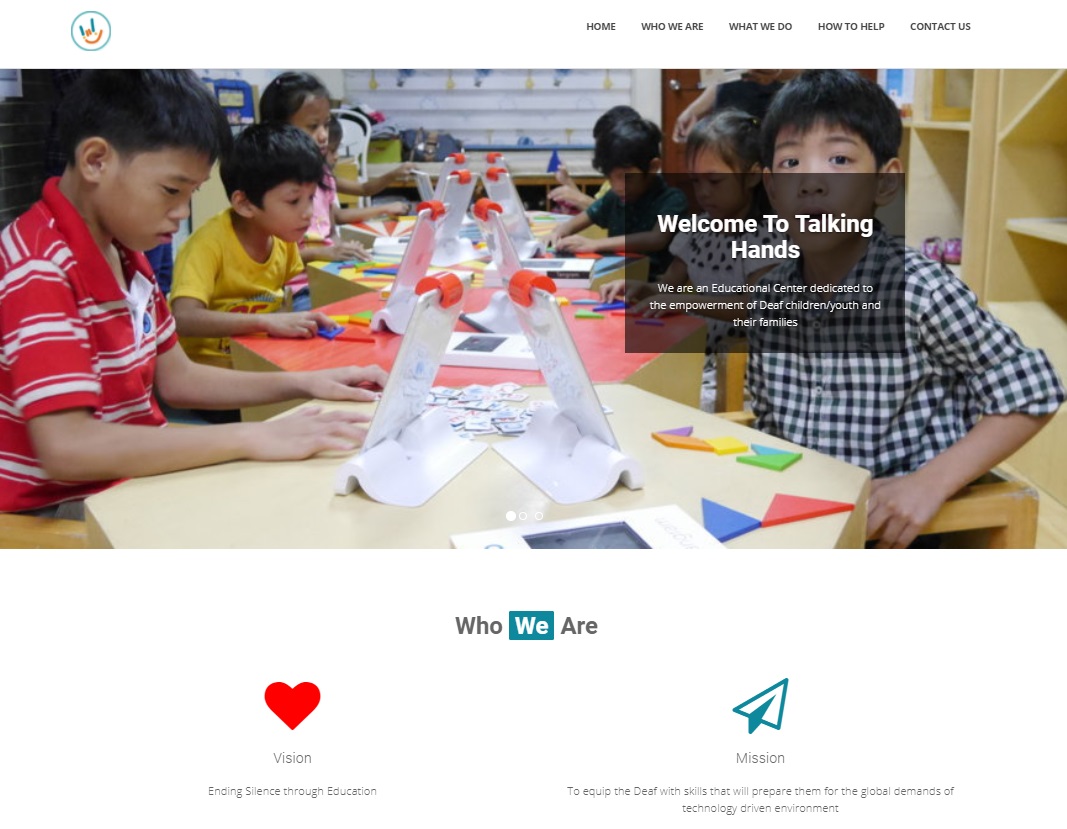 HOME WHO WE ARE WHAT WE DO HOW TO HELP CONTACT US
Welcome To Talking
Hands
We are an Educational Center dedicated to
the empowerment of Deaf children/youth and
their families
Who We Are
Vision
Ending Silence through Education
Mission
To equip the Deaf with skills that will prepare them for the global demands of
technology driven environment